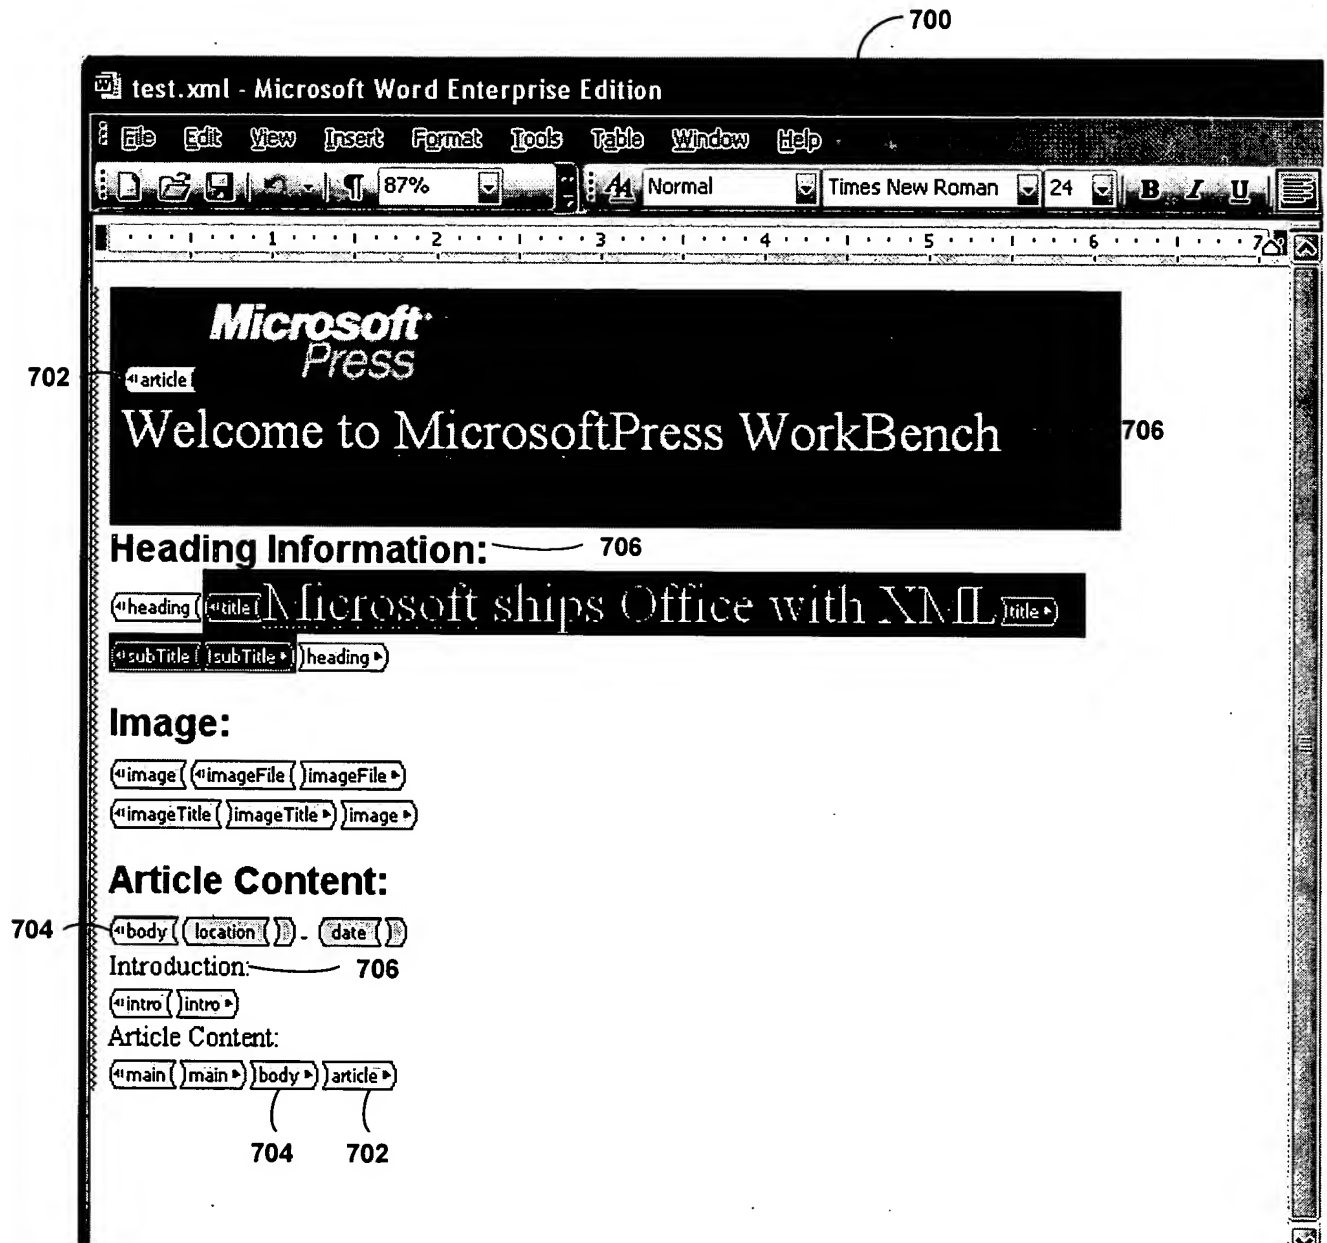 700
test.xml - Microsoft Word Enterprise Edition
File Edit View Insert Format Tools Table Window Help
87% Normal Times New Roman 24 B I U
1 2 3 4 5 6 7
Microsoft
Press
702 article
Welcome to MicrosoftPress WorkBench 706
Heading Information: 706
heading title Microsoft ships Office with XML title
subTitle subTitle heading
Image:
image imageFile imageFile
imageTitle imageTitle image
Article Content:
704 body location - date
Introduction: 706
intro intro
Article Content:
main main body article
704 702